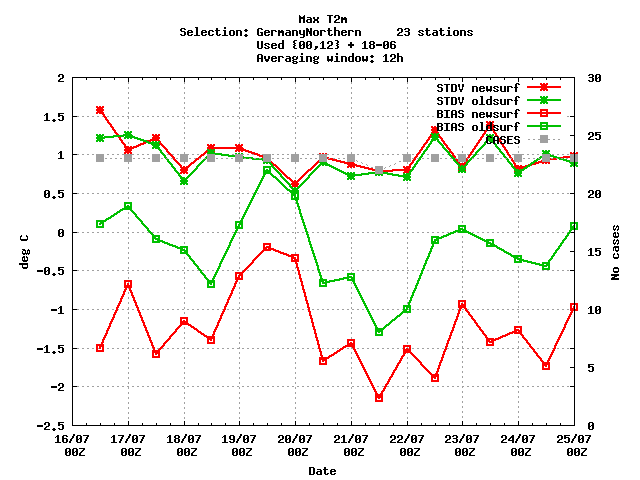 Max T2m
Selection: GermanyNorthern     23 stations
Used {00,12} + 18-06
Averaging window: 12h
STDV newsurf
STDV oldsurf
BIAS newsurf
BIAS oldsurf
CASES
2
1.5
1
0.5
0
-0.5
-1
-1.5
-2
-2.5
deg C
30
25
20
15
10
5
0
No cases
16/07 17/07 18/07 19/07 20/07 21/07 22/07 23/07 24/07 25/07
00Z 00Z 00Z 00Z 00Z 00Z 00Z 00Z 00Z 00Z
Date